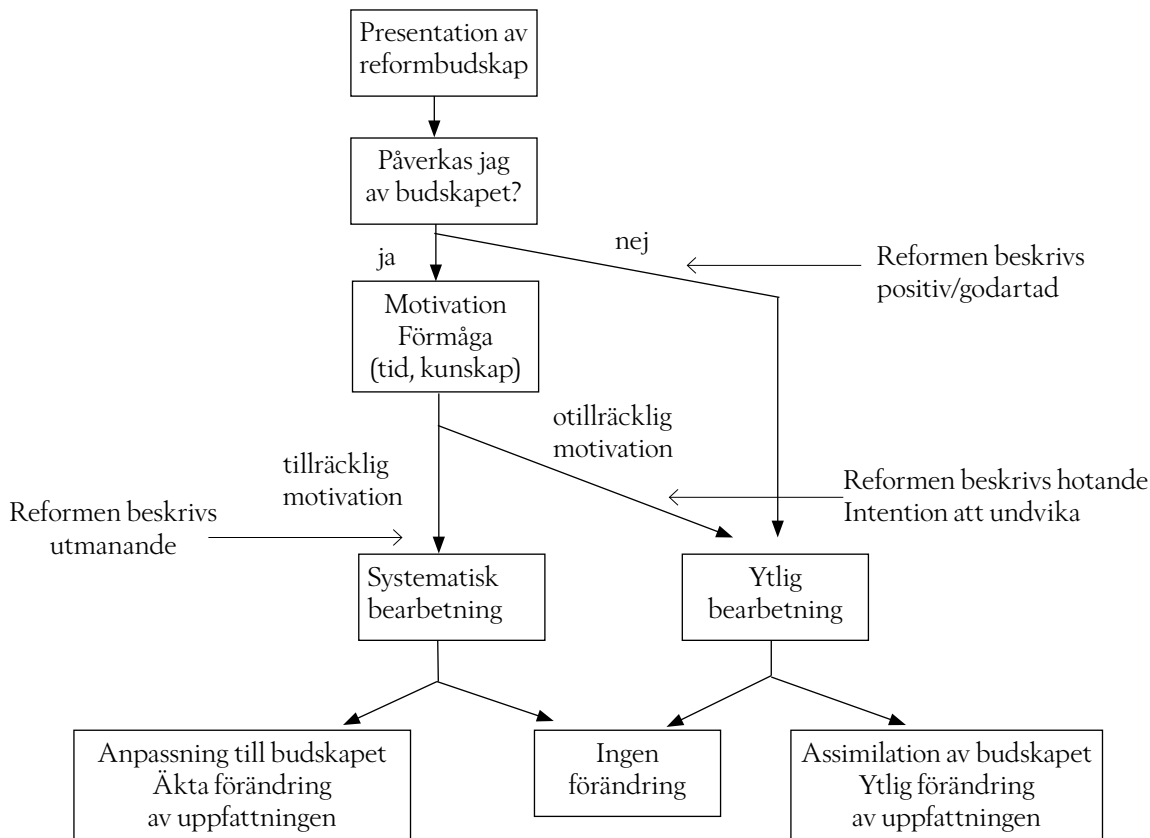 Presentation av
reformbudskap
Påverkas jag
av budskapet?
nej
ja
Reformen beskrivs
positiv/godartad
Motivation
Förmåga
(tid, kunskap)
otillräcklig
motivation
tillräcklig
motivation
Reformen beskrivs hotande
Intention att undvika
Reformen beskrivs
utmanande
Systematisk
bearbetning
Ytlig
bearbetning
Anpassning till budskapet
Äkta förändring
av uppfattningen
Ingen
förändring
Assimilation av budskapet
Ytlig förändring
av uppfattningen